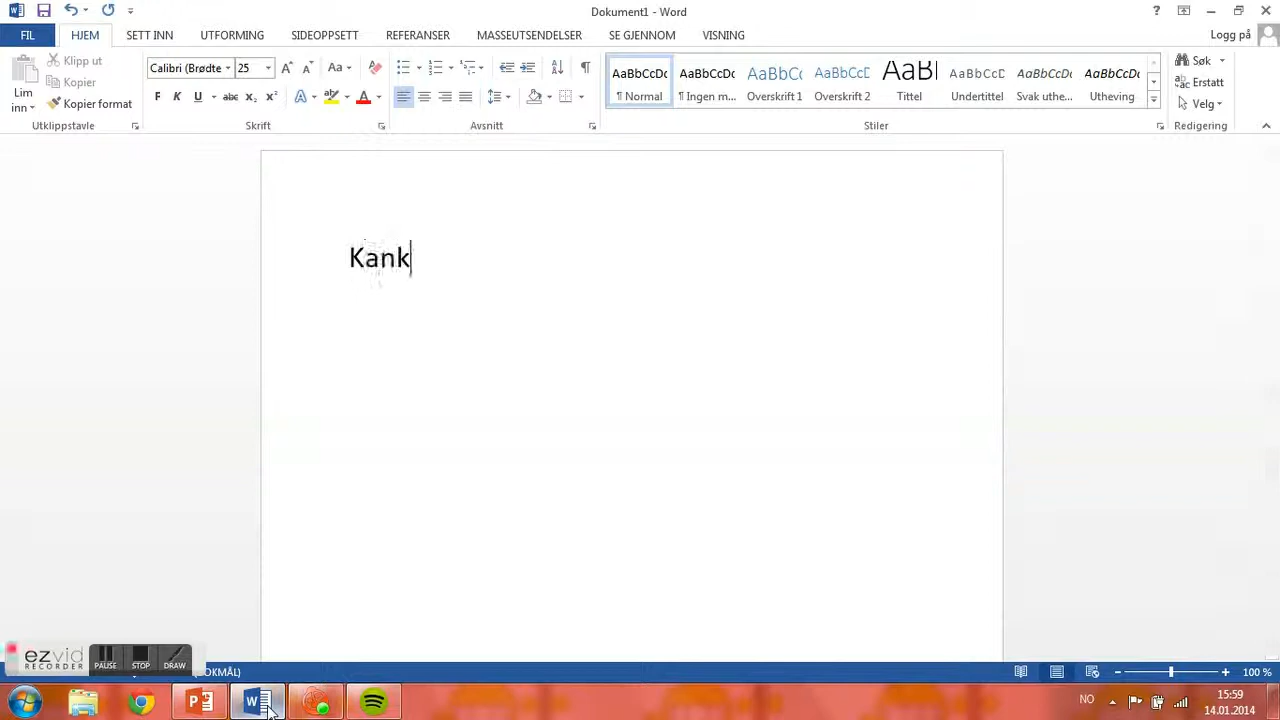 Dokument1 - Word
?
FIL
HJEM
SETT INN
UTFORMING
SIDEOPPSETT
REFERANSER
MASSEUTSENDELSER
SE GJENNOM
VISNING
Logg på
Lim inn
Klipp ut
Kopier
Kopier forma
Utklippstavle
Calibri (Brødte
25
Aa
F K U abc x₂ x²
A
A
Skrift
Avsnitt
AaBbCcDc
¶ Normal
AaBbCcDc
¶ Ingen m...
AaBbCc
Overskrift 1
AaBbCcD
Overskrift 2
AaBl
Tittel
AaBbCcD
Undertittel
AaBbCcDc
Svak uthe...
AaBbCcDc
Utheving
Stiler
Søk
Erstatt
Velg
Redigering
Kank
ezvid
RECORDER
PAUSE
STOP
DRAW
OKMÅL)
100 %
NO
15:59
14.01.2014